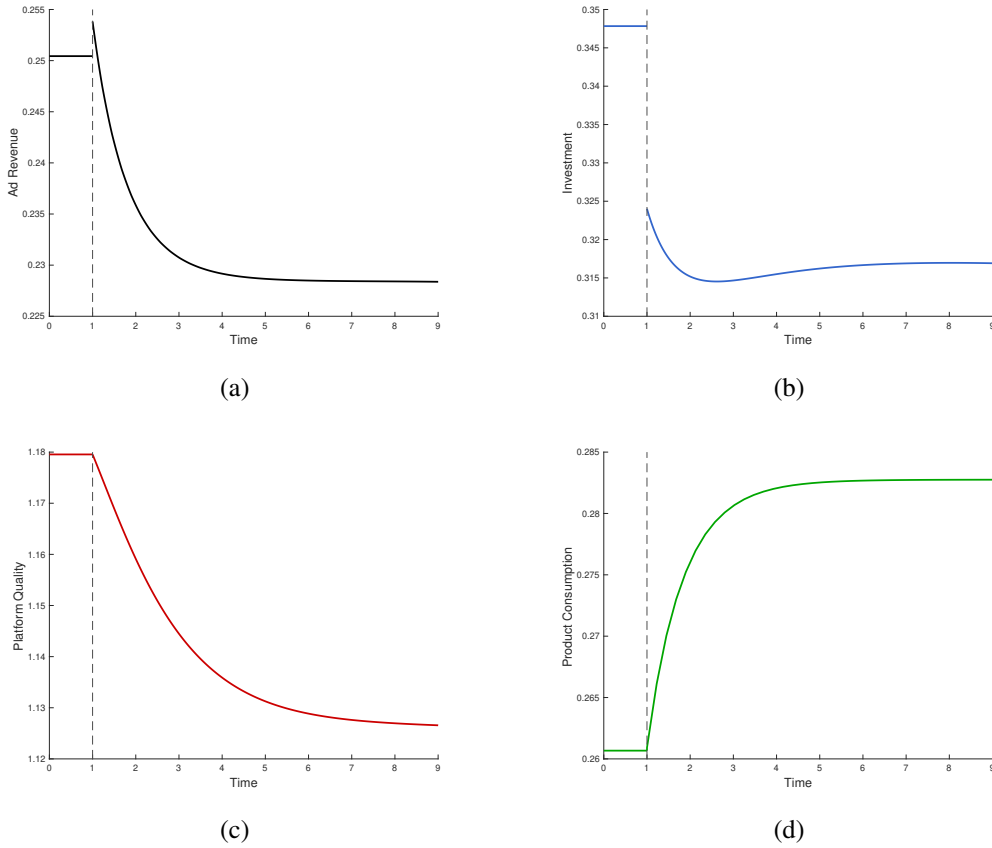 0.255
0.25
0.245
0.24
0.235
0.23
0.225
Ad Revenue
0 1 2 3 4 5 6 7 8 9
Time
(a)
0.35
0.345
0.34
0.335
0.33
0.325
0.32
0.315
0.31
Investment
0 1 2 3 4 5 6 7 8 9
Time
(b)
1.18
1.17
1.16
1.15
1.14
1.13
1.12
Platform Quality
0 1 2 3 4 5 6 7 8 9
Time
(c)
0.285
0.28
0.275
0.27
0.265
0.26
Product Consumption
0 1 2 3 4 5 6 7 8 9
Time
(d)